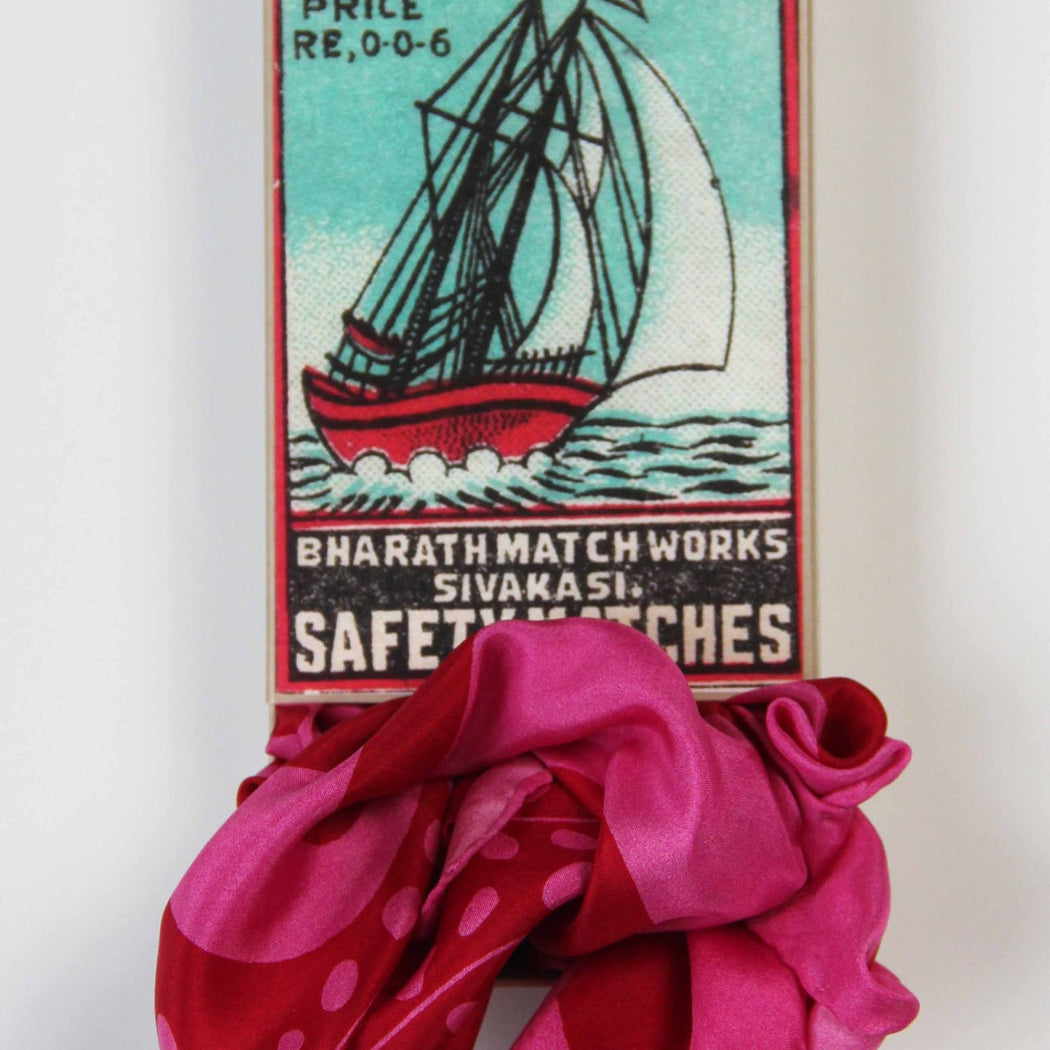 PRICE
RE,0-0-6
BHARATH MATCH WORKS
SIVAKASI.
SAFETY MATCHES